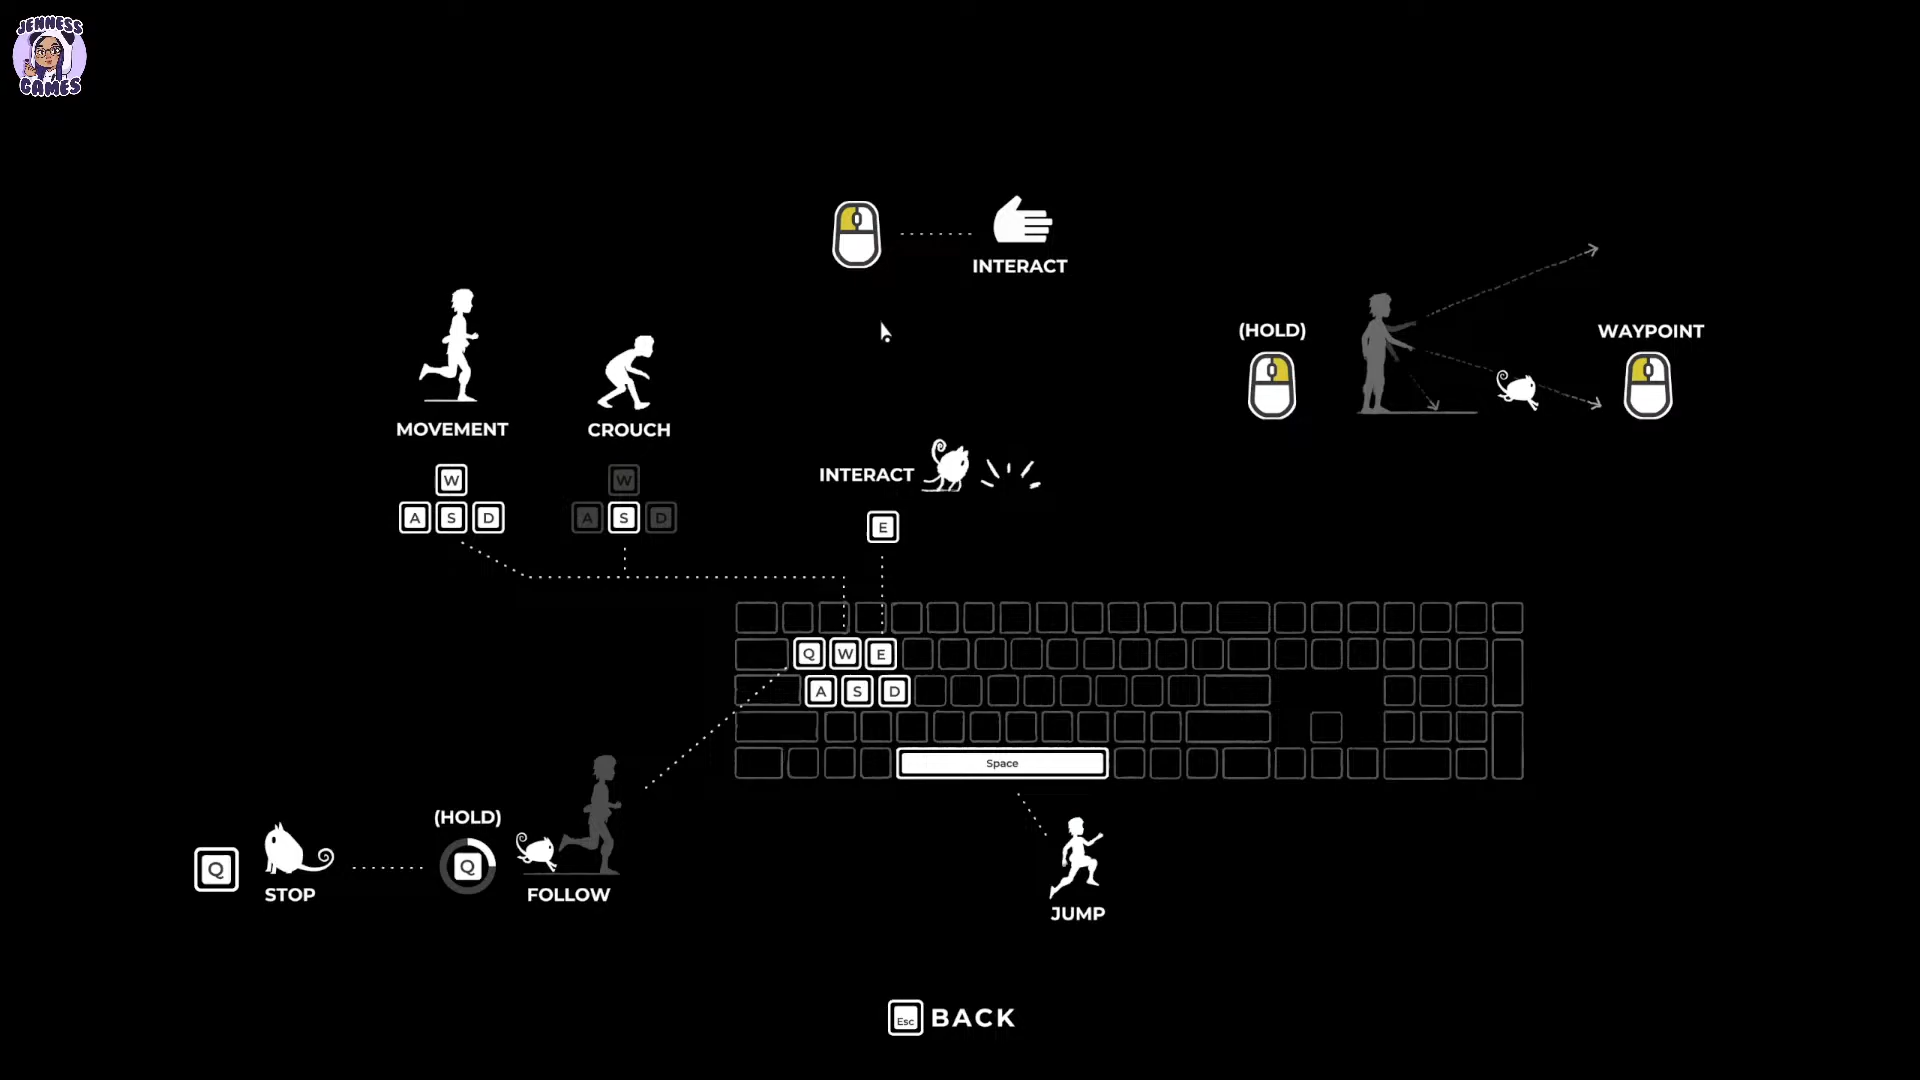 JENNESS
GAMES
INTERACT
(HOLD)
WAYPOINT
MOVEMENT
CROUCH
INTERACT
W
W
A S D
A S D
E
Q W E
A S D
Space
(HOLD)
Q
Q
STOP
FOLLOW
JUMP
Esc BACK